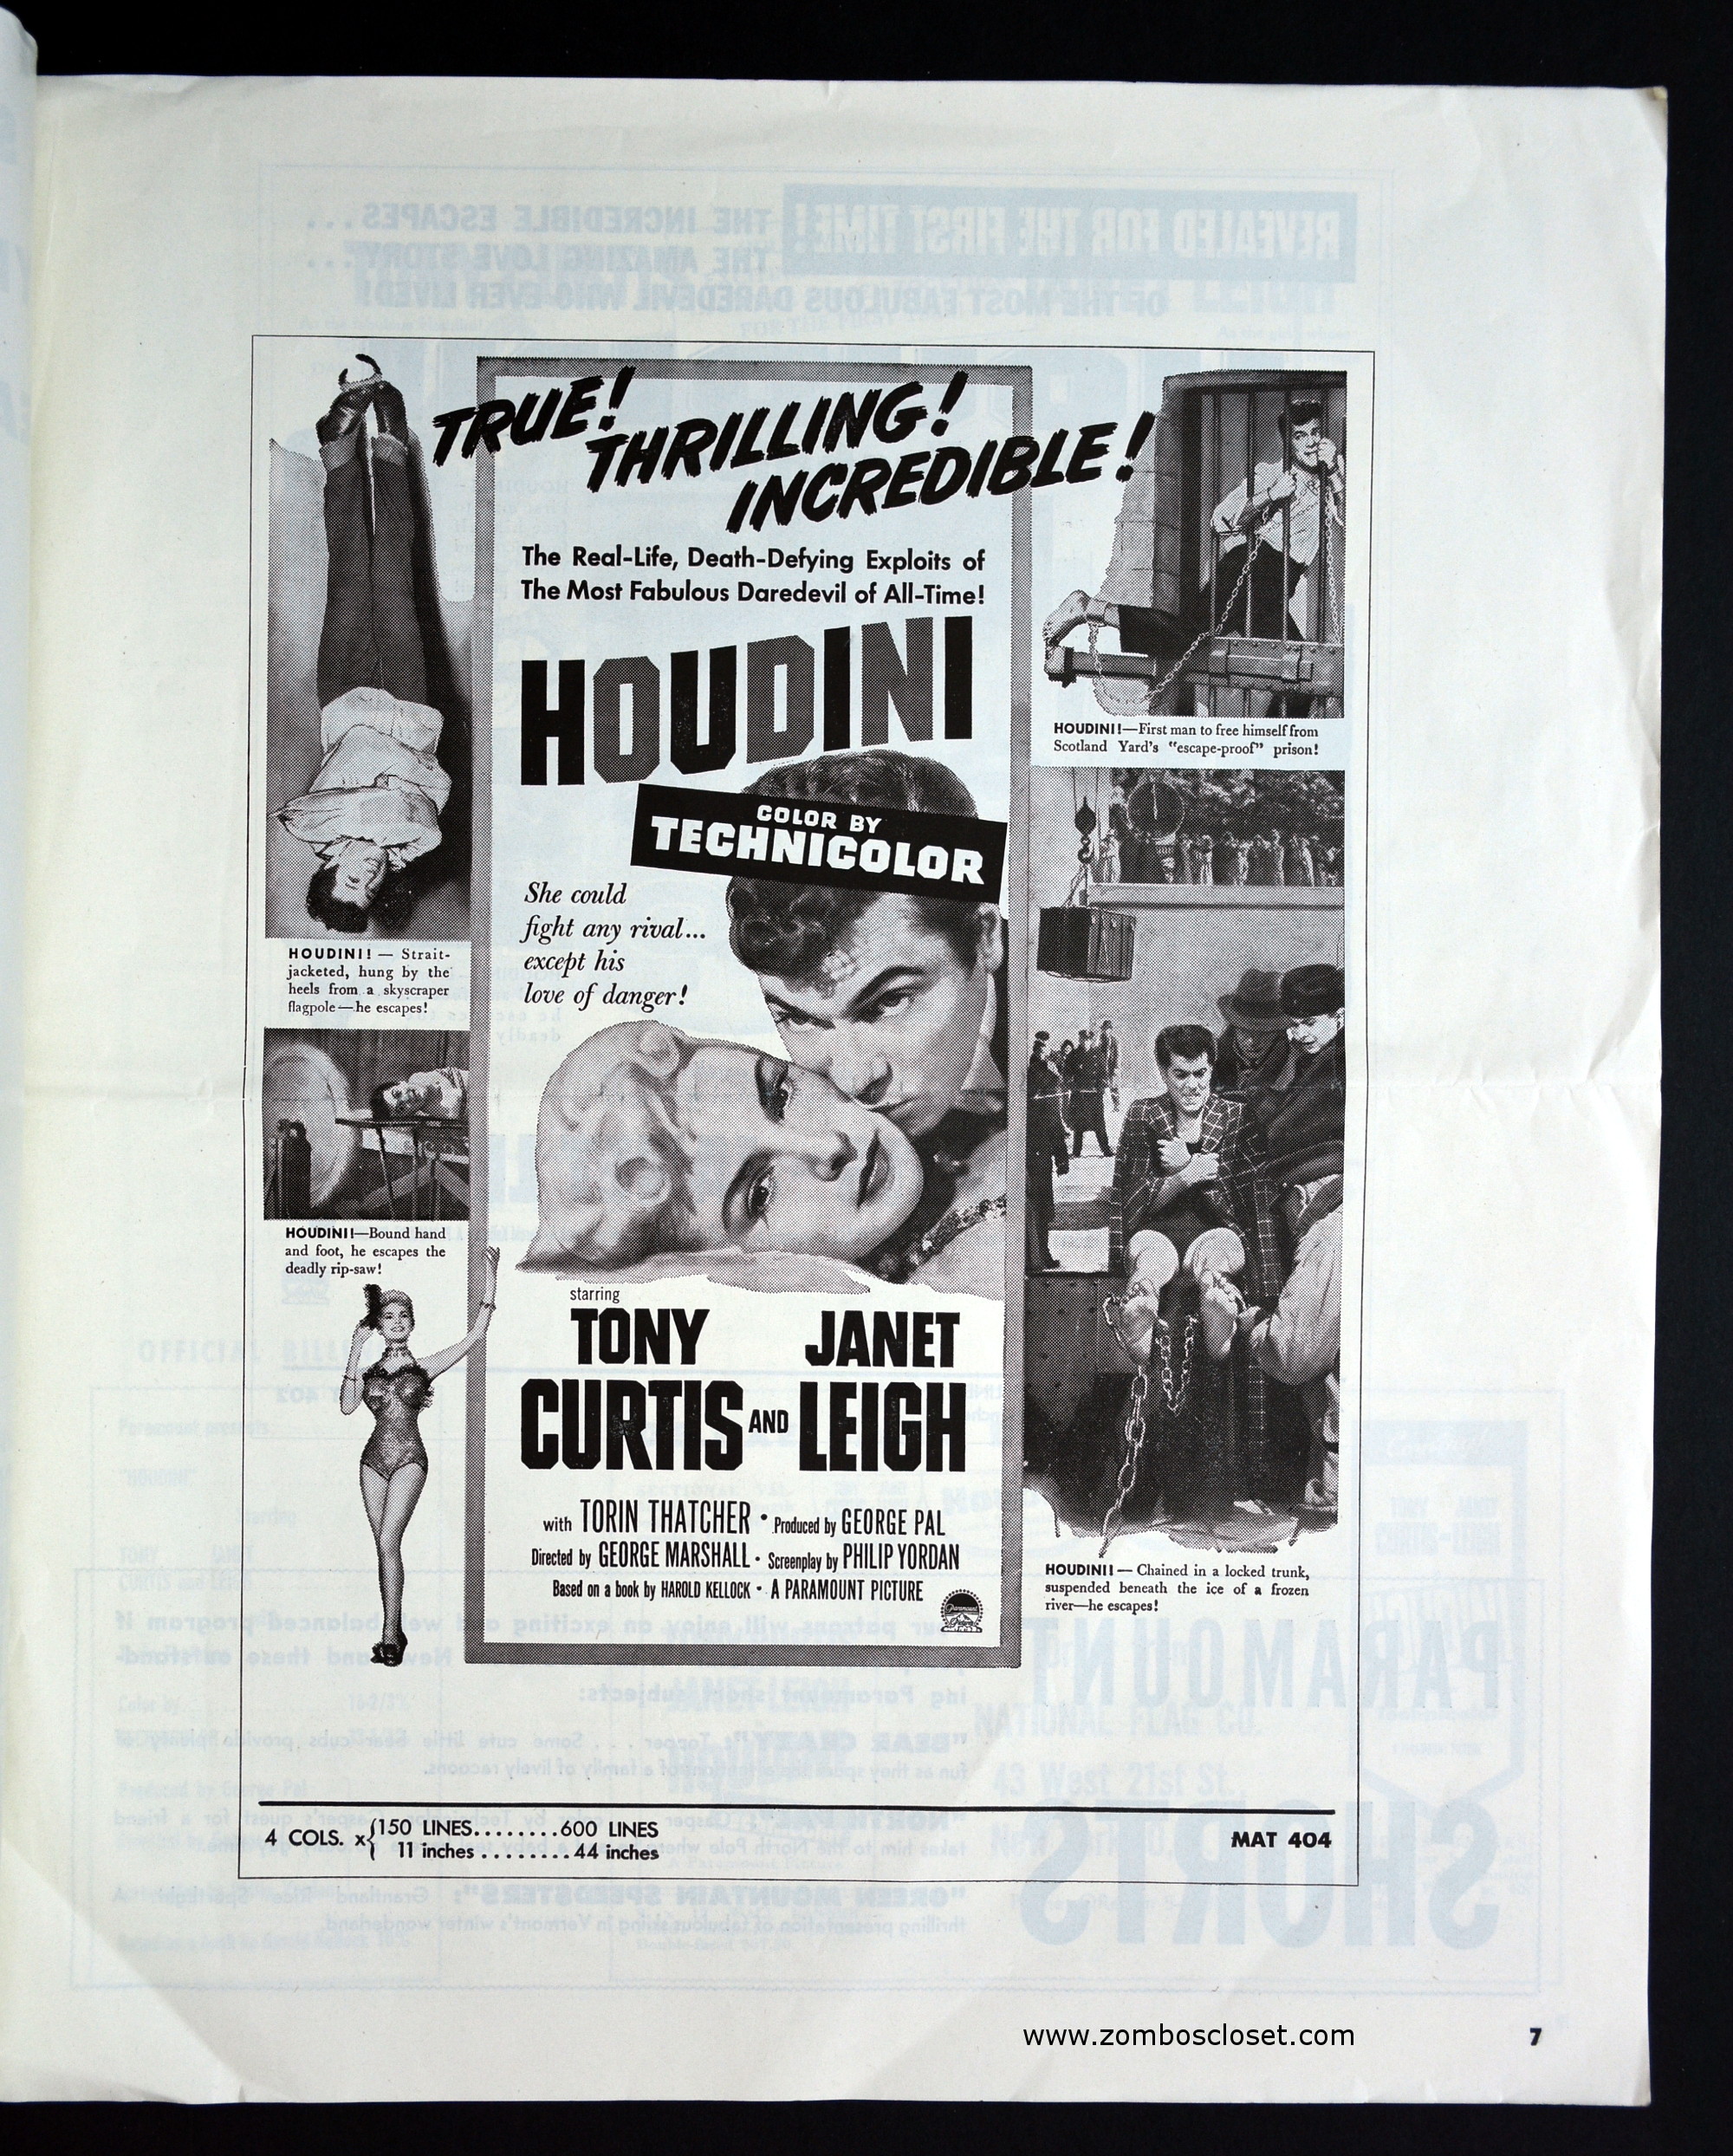 TRUE!
THRILLING!
INCREDIBLE!
The Real-Life, Death-Defying Exploits of
The Most Fabulous Daredevil of All-Time!
HOUDINI
COLOR BY
TECHNICOLOR
She could
fight any rival...
except his
love of danger!
HOUDINI! — Strait-
jacketed, hung by the
heels from a skyscraper
flagpole—he escapes!
HOUDINI!—Bound hand
and foot, he escapes the
deadly rip-saw!
HOUDINI!—First man to free himself from
Scotland Yard's "escape-proof" prison!
HOUDINI!—Chained in a locked trunk,
suspended beneath the ice of a frozen
river—he escapes!
starring
TONY JANET
CURTIS AND LEIGH
with TORIN THATCHER • Produced by GEORGE PAL
Directed by GEORGE MARSHALL • Screenplay by PHILIP YORDAN
Based on a book by HAROLD KELLOCK • A PARAMOUNT PICTURE
Paramount
4 COLS. x{150 LINES........600 LINES
11 inches.........44 inches
MAT 404
www.zomboscloset.com
7